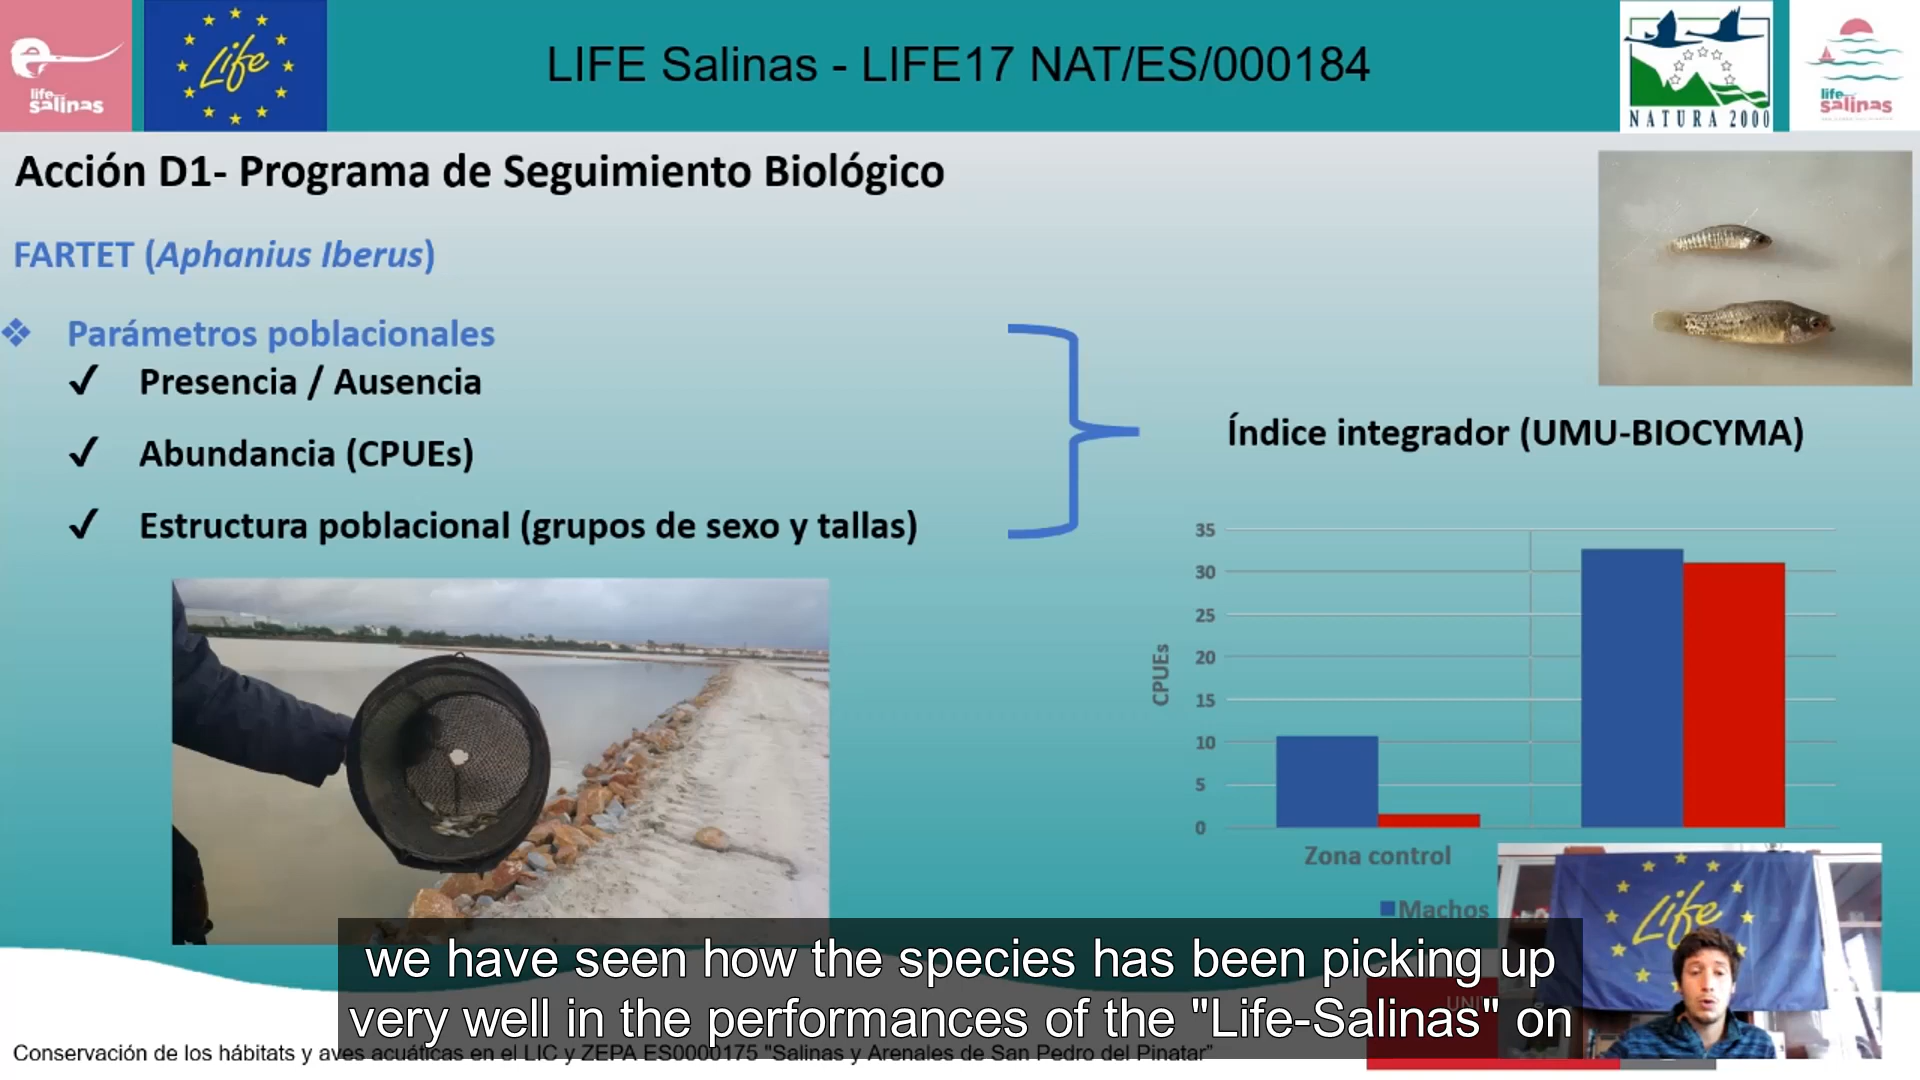 life
salinas
Life
LIFE Salinas - LIFE17 NAT/ES/000184
NATURA 2000
life
salinas
Acción D1- Programa de Seguimiento Biológico
FARTET (Aphanius Iberus)
Parámetros poblacionales
Presencia / Ausencia
Abundancia (CPUEs)
Estructura poblacional (grupos de sexo y tallas)
Índice integrador (UMU-BIOCYMA)
35
30
25
20
15
10
5
0
CPUEs
Zona control
Machos
Life
we have seen how the species has been picking up
very well in the performances of the "Life-Salinas" on
Conservación de los hábitats y aves acuáticas en el LIC y ZEPA ES0000175 "Salinas y Arenales de San Pedro del Pinatar"